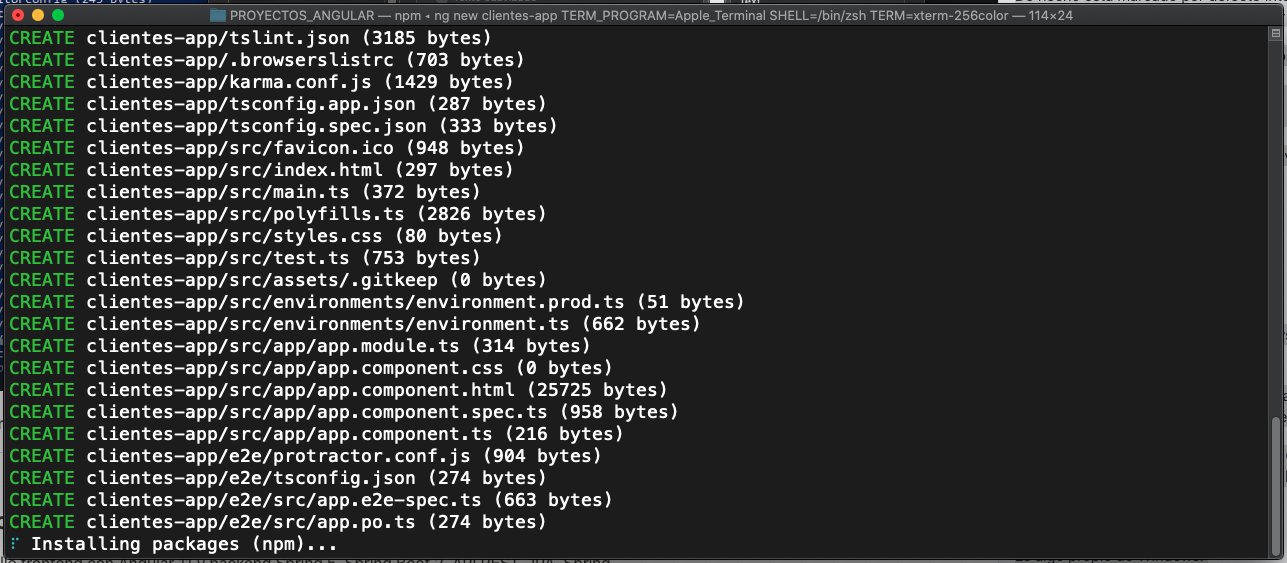 PROYECTOS_ANGULAR — npm • ng new clientes-app TERM_PROGRAM=Apple_Terminal SHELL=/bin/zsh TERM=xterm-256color — 114×24
CREATE clientes-app/tslint.json (3185 bytes)
CREATE clientes-app/.browserslistrc (703 bytes)
CREATE clientes-app/karma.conf.js (1429 bytes)
CREATE clientes-app/tsconfig.app.json (287 bytes)
CREATE clientes-app/tsconfig.spec.json (333 bytes)
CREATE clientes-app/src/favicon.ico (948 bytes)
CREATE clientes-app/src/index.html (297 bytes)
CREATE clientes-app/src/main.ts (372 bytes)
CREATE clientes-app/src/polyfills.ts (2826 bytes)
CREATE clientes-app/src/styles.css (80 bytes)
CREATE clientes-app/src/test.ts (753 bytes)
CREATE clientes-app/src/assets/.gitkeep (0 bytes)
CREATE clientes-app/src/environments/environment.prod.ts (51 bytes)
CREATE clientes-app/src/environments/environment.ts (662 bytes)
CREATE clientes-app/src/app/app.module.ts (314 bytes)
CREATE clientes-app/src/app/app.component.css (0 bytes)
CREATE clientes-app/src/app/app.component.html (25725 bytes)
CREATE clientes-app/src/app/app.component.spec.ts (958 bytes)
CREATE clientes-app/src/app/app.component.ts (216 bytes)
CREATE clientes-app/e2e/protractor.conf.js (904 bytes)
CREATE clientes-app/e2e/tsconfig.json (274 bytes)
CREATE clientes-app/e2e/src/app.e2e-spec.ts (663 bytes)
CREATE clientes-app/e2e/src/app.po.ts (274 bytes)
Installing packages (npm)...